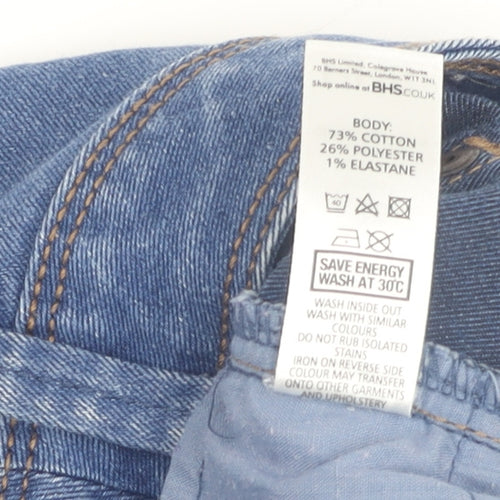 BHS Limited, Colegrave House
70 Berners Street, London, W1T 3NL
Shop online at BHS.CO.UK
BODY:
73% COTTON
26% POLYESTER
1% ELASTANE
40
SAVE ENERGY
WASH AT 30°C
WASH INSIDE OUT
WASH WITH SIMILAR
COLOURS
DO NOT RUB ISOLATED
STAINS
IRON ON REVERSE SIDE
COLOUR MAY TRANSFER
ONTO OTHER GARMENTS
AND UPHOLSTERY